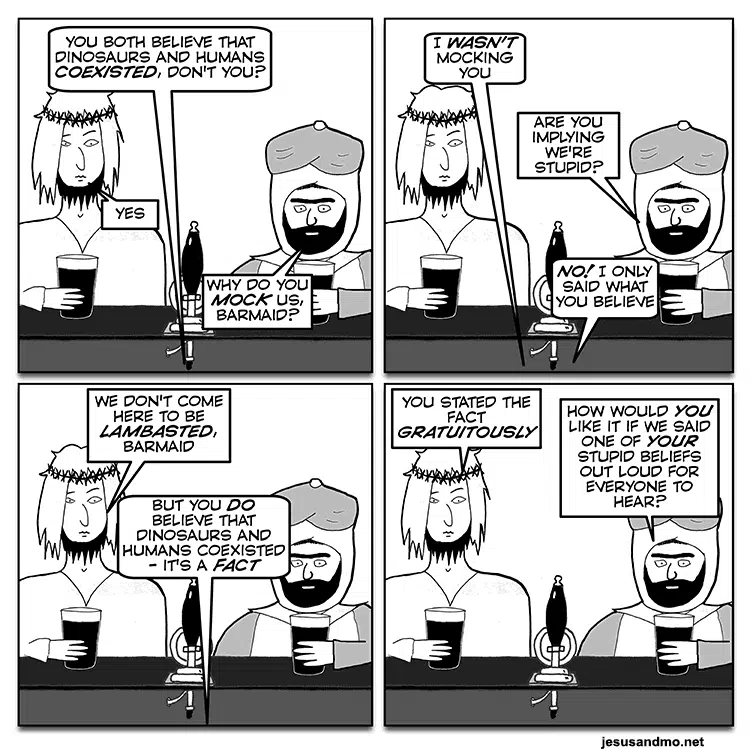 YOU BOTH BELIEVE THAT
DINOSAURS AND HUMANS
COEXISTED, DON'T YOU?
YES
WHY DO YOU
MOCK US,
BARMAID?
I WASN'T
MOCKING
YOU
ARE YOU
IMPLYING
WE'RE
STUPID?
NO! I ONLY
SAID WHAT
YOU BELIEVE
WE DON'T COME
HERE TO BE
LAMBASTED,
BARMAID
BUT YOU DO
BELIEVE THAT
DINOSAURS AND
HUMANS COEXISTED
- IT'S A FACT
YOU STATED THE
FACT
GRATUITOUSLY
HOW WOULD YOU
LIKE IT IF WE SAID
ONE OF YOUR
STUPID BELIEFS
OUT LOUD FOR
EVERYONE TO
HEAR?
jesusandmo.net